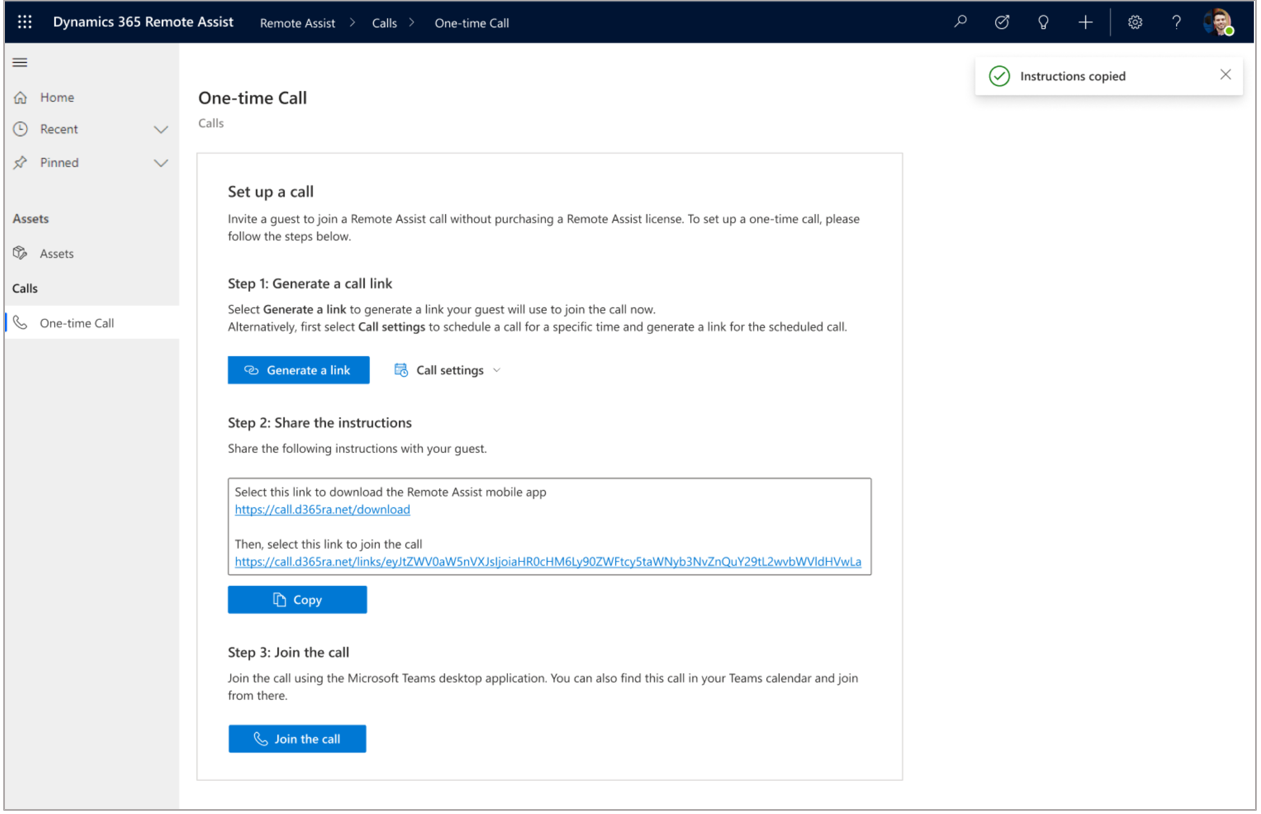 Dynamics 365 Remote Assist
Remote Assist > Calls > One-time Call
Instructions copied
Home
Recent
Pinned
Assets
Assets
Calls
One-time Call
One-time Call
Calls
Set up a call
Invite a guest to join a Remote Assist call without purchasing a Remote Assist license. To set up a one-time call, please
follow the steps below.
Step 1: Generate a call link
Select Generate a link to generate a link your guest will use to join the call now.
Alternatively, first select Call settings to schedule a call for a specific time and generate a link for the scheduled call.
Generate a link
Call settings
Step 2: Share the instructions
Share the following instructions with your guest.
Select this link to download the Remote Assist mobile app
https://call.d365ra.net/download
Then, select this link to join the call
https://call.d365ra.net/links/eyJtZWV0aW5nVXJsIjoiaHR0cHM6Ly90ZWFtcy5taWNyb3NvZnQuY29tL2wvbWVldHVwLa
Copy
Step 3: Join the call
Join the call using the Microsoft Teams desktop application. You can also find this call in your Teams calendar and join
from there.
Join the call